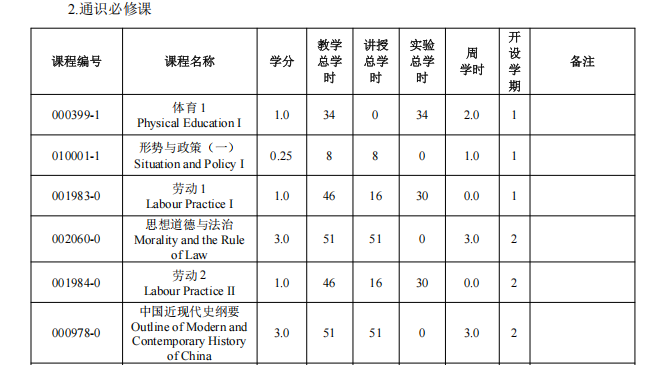 2.通识必修课
课程编号 课程名称 学分 教学总学时 讲授总学时 实验总学时 周学时 开设学期 备注
000399-1 体育1 Physical Education I 1.0 34 0 34 2.0 1
010001-1 形势与政策（一） Situation and Policy I 0.25 8 8 0 1.0 1
001983-0 劳动1 Labour Practice I 1.0 46 16 30 0.0 1
002060-0 思想道德与法治 Morality and the Rule of Law 3.0 51 51 0 3.0 2
001984-0 劳动2 Labour Practice II 1.0 46 16 30 0.0 2
000978-0 中国近现代史纲要 Outline of Modern and Contemporary History of China 3.0 51 51 0 3.0 2